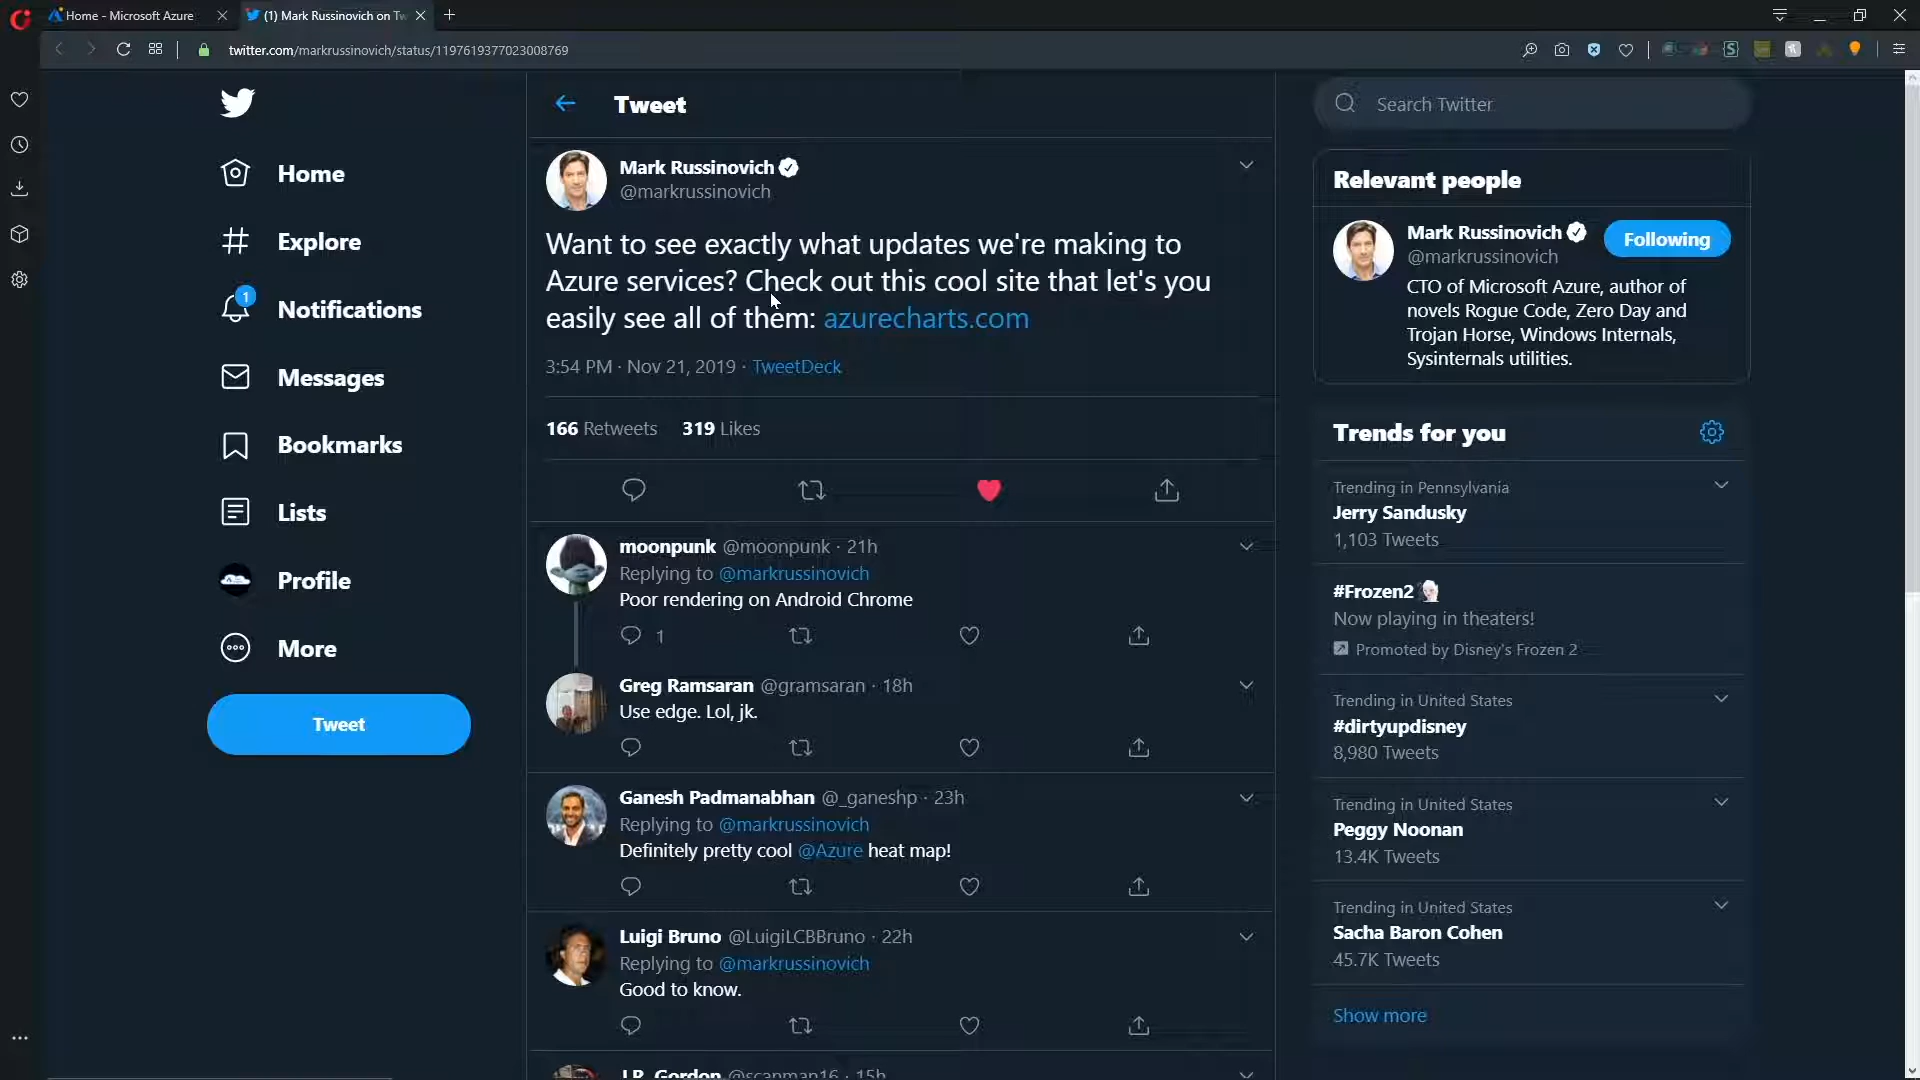 Home - Microsoft Azure
(1) Mark Russinovich on Tw
twitter.com/markrussinovich/status/1197619377023008769
Home
Explore
1
Notifications
Messages
Bookmarks
Lists
Profile
More
Tweet
Tweet
Mark Russinovich
@markrussinovich
Want to see exactly what updates we're making to
Azure services? Check out this cool site that let's you
easily see all of them: azurecharts.com
3:54 PM · Nov 21, 2019 · TweetDeck
166 Retweets 319 Likes
moonpunk @moonpunk · 21h
Replying to @markrussinovich
Poor rendering on Android Chrome
1
Greg Ramsaran @gramsaran · 18h
Use edge. Lol, jk.
Ganesh Padmanabhan @_ganeshp · 23h
Replying to @markrussinovich
Definitely pretty cool @Azure heat map!
Luigi Bruno @LuigiLCBBruno · 22h
Replying to @markrussinovich
Good to know.
J.R. Gordon @scapman16 · 15h
Search Twitter
Relevant people
Mark Russinovich
@markrussinovich
Following
CTO of Microsoft Azure, author of
novels Rogue Code, Zero Day and
Trojan Horse, Windows Internals,
Sysinternals utilities.
Trends for you
Trending in Pennsylvania
Jerry Sandusky
1,103 Tweets
#Frozen2
Now playing in theaters!
Promoted by Disney's Frozen 2
Trending in United States
#dirtyupdisney
8,980 Tweets
Trending in United States
Peggy Noonan
13.4K Tweets
Trending in United States
Sacha Baron Cohen
45.7K Tweets
Show more